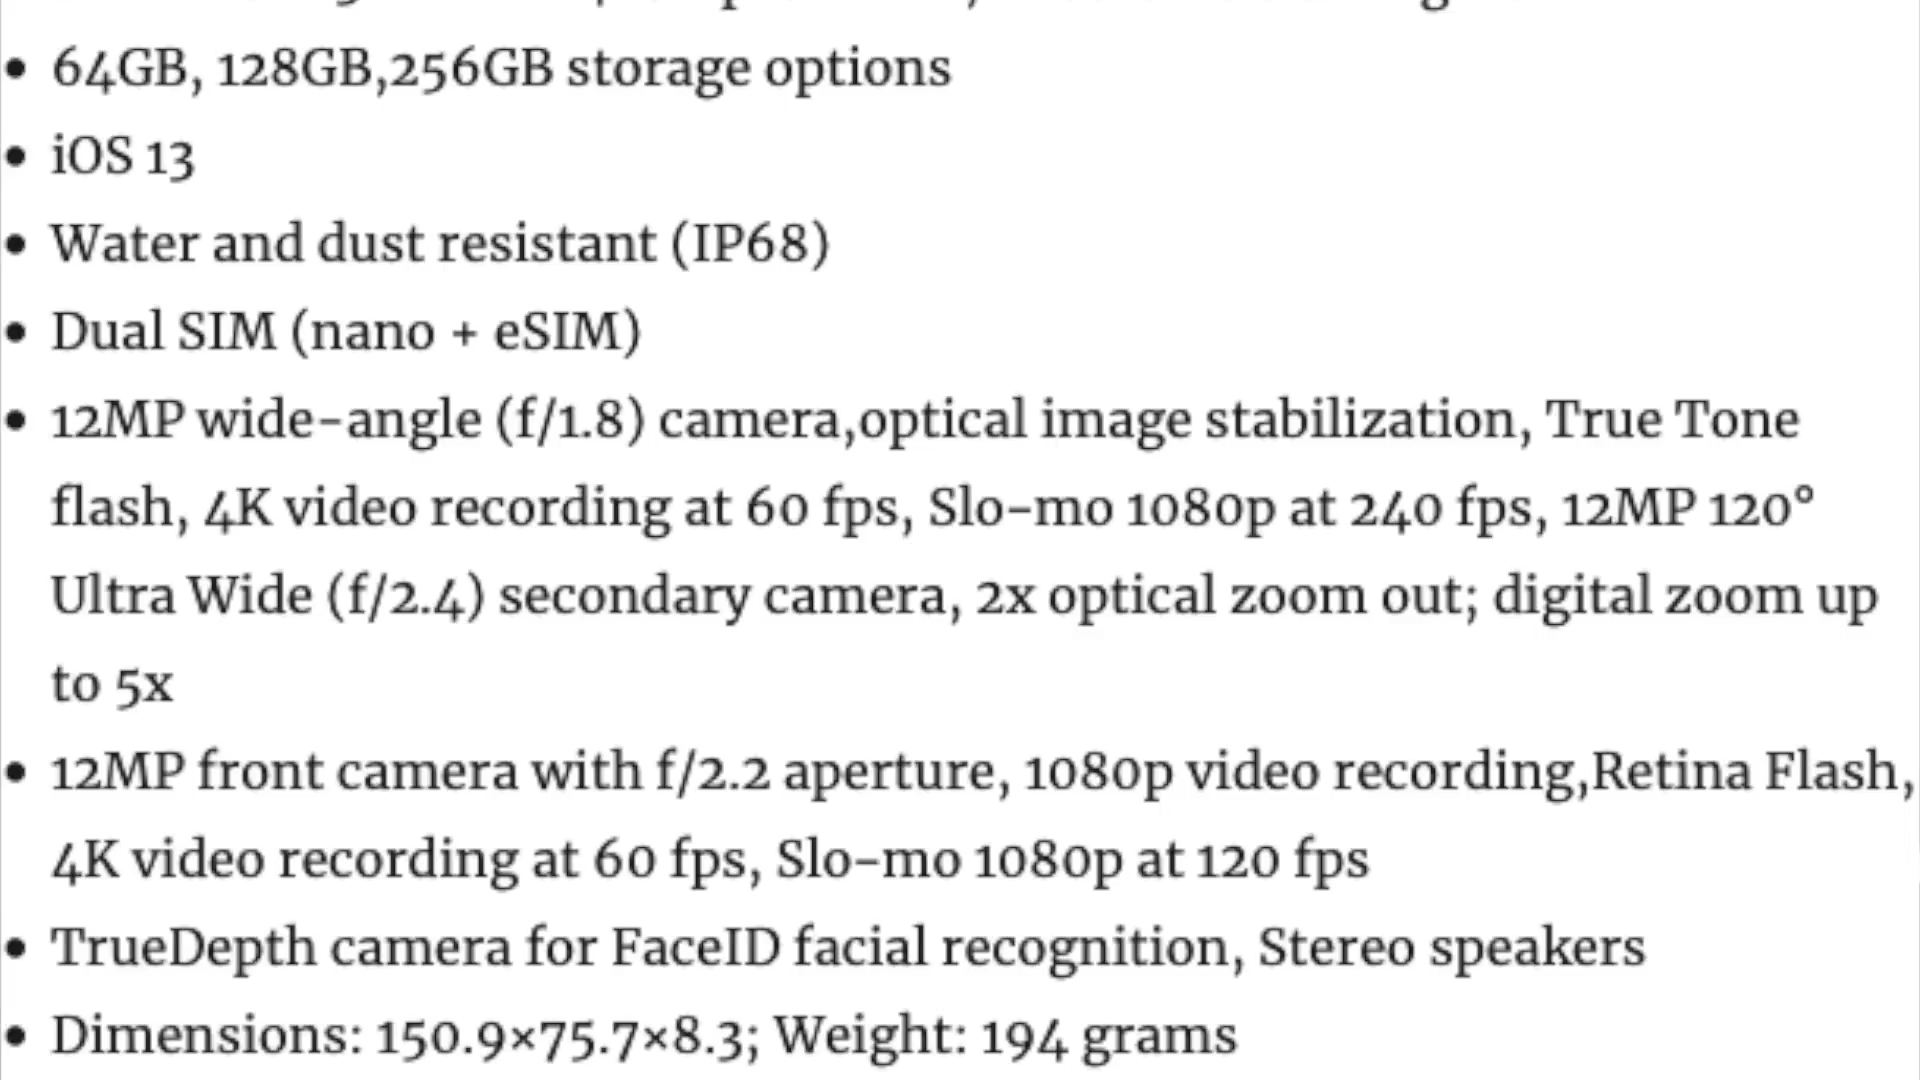 • 64GB, 128GB,256GB storage options
• iOS 13
• Water and dust resistant (IP68)
• Dual SIM (nano + eSIM)
• 12MP wide-angle (f/1.8) camera,optical image stabilization, True Tone
flash, 4K video recording at 60 fps, Slo-mo 1080p at 240 fps, 12MP 120°
Ultra Wide (f/2.4) secondary camera, 2x optical zoom out; digital zoom up
to 5x
• 12MP front camera with f/2.2 aperture, 1080p video recording,Retina Flash,
4K video recording at 60 fps, Slo-mo 1080p at 120 fps
• TrueDepth camera for FaceID facial recognition, Stereo speakers
• Dimensions: 150.9×75.7×8.3; Weight: 194 grams